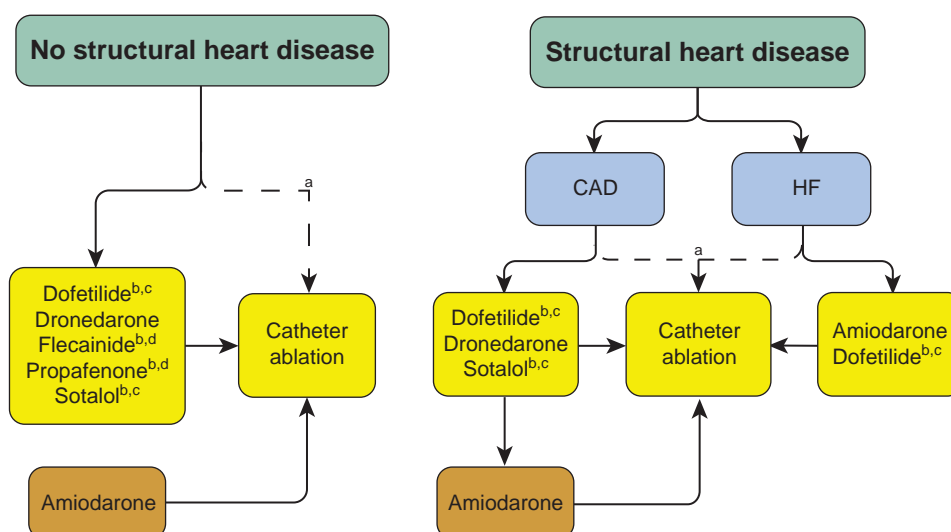 No structural heart disease
a
Dofetilideb,c
Dronedarone
Flecainideb,d
Propafenoneb,d
Sotalolb,c
Catheter
ablation
Amiodarone
Structural heart disease
CAD
HF
a
Dofetilideb,c
Dronedarone
Sotalolb,c
Catheter
ablation
Amiodarone
Dofetilideb,c
Amiodarone